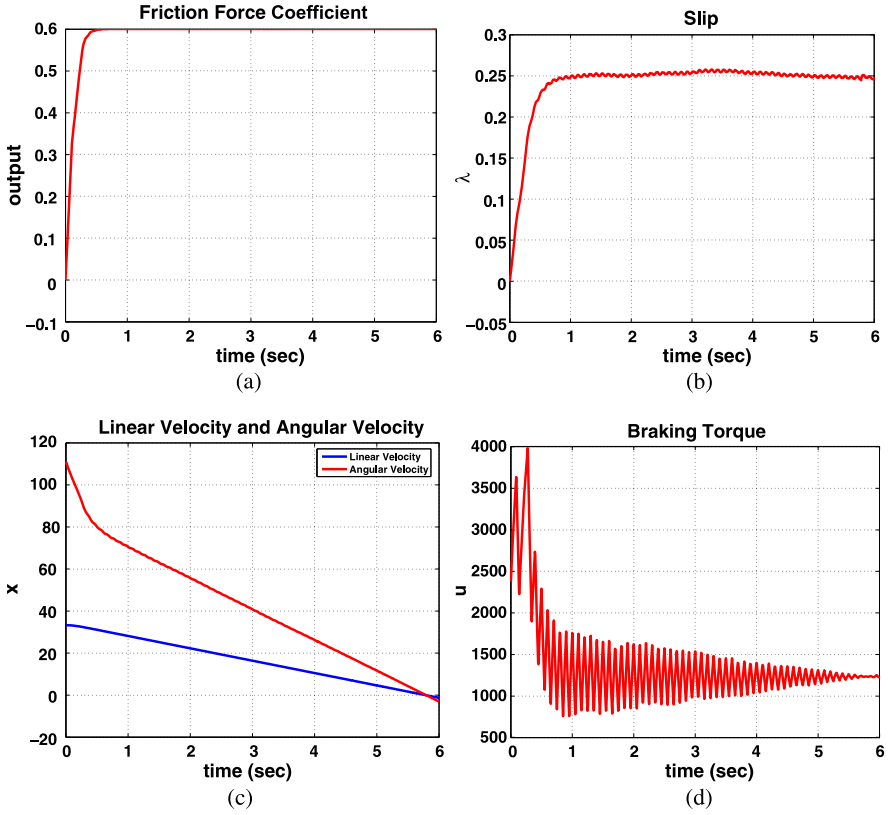 Friction Force Coefficient
0.6
0.6
0.5
0.4
0.3
0.2
0.1
0
−0.1
output
0 1 2 3 4 5 6
time (sec)
(a)
Slip
0.3
0.25
0.2
0.15
0.1
0.05
0
−0.05
λ
0 1 2 3 4 5 6
time (sec)
(b)
Linear Velocity and Angular Velocity
120
100
80
60
40
20
0
−20
x
Linear Velocity
Angular Velocity
0 1 2 3 4 5 6
time (sec)
(c)
Braking Torque
4000
3500
3000
2500
2000
1500
1000
500
u
0 1 2 3 4 5 6
time (sec)
(d)